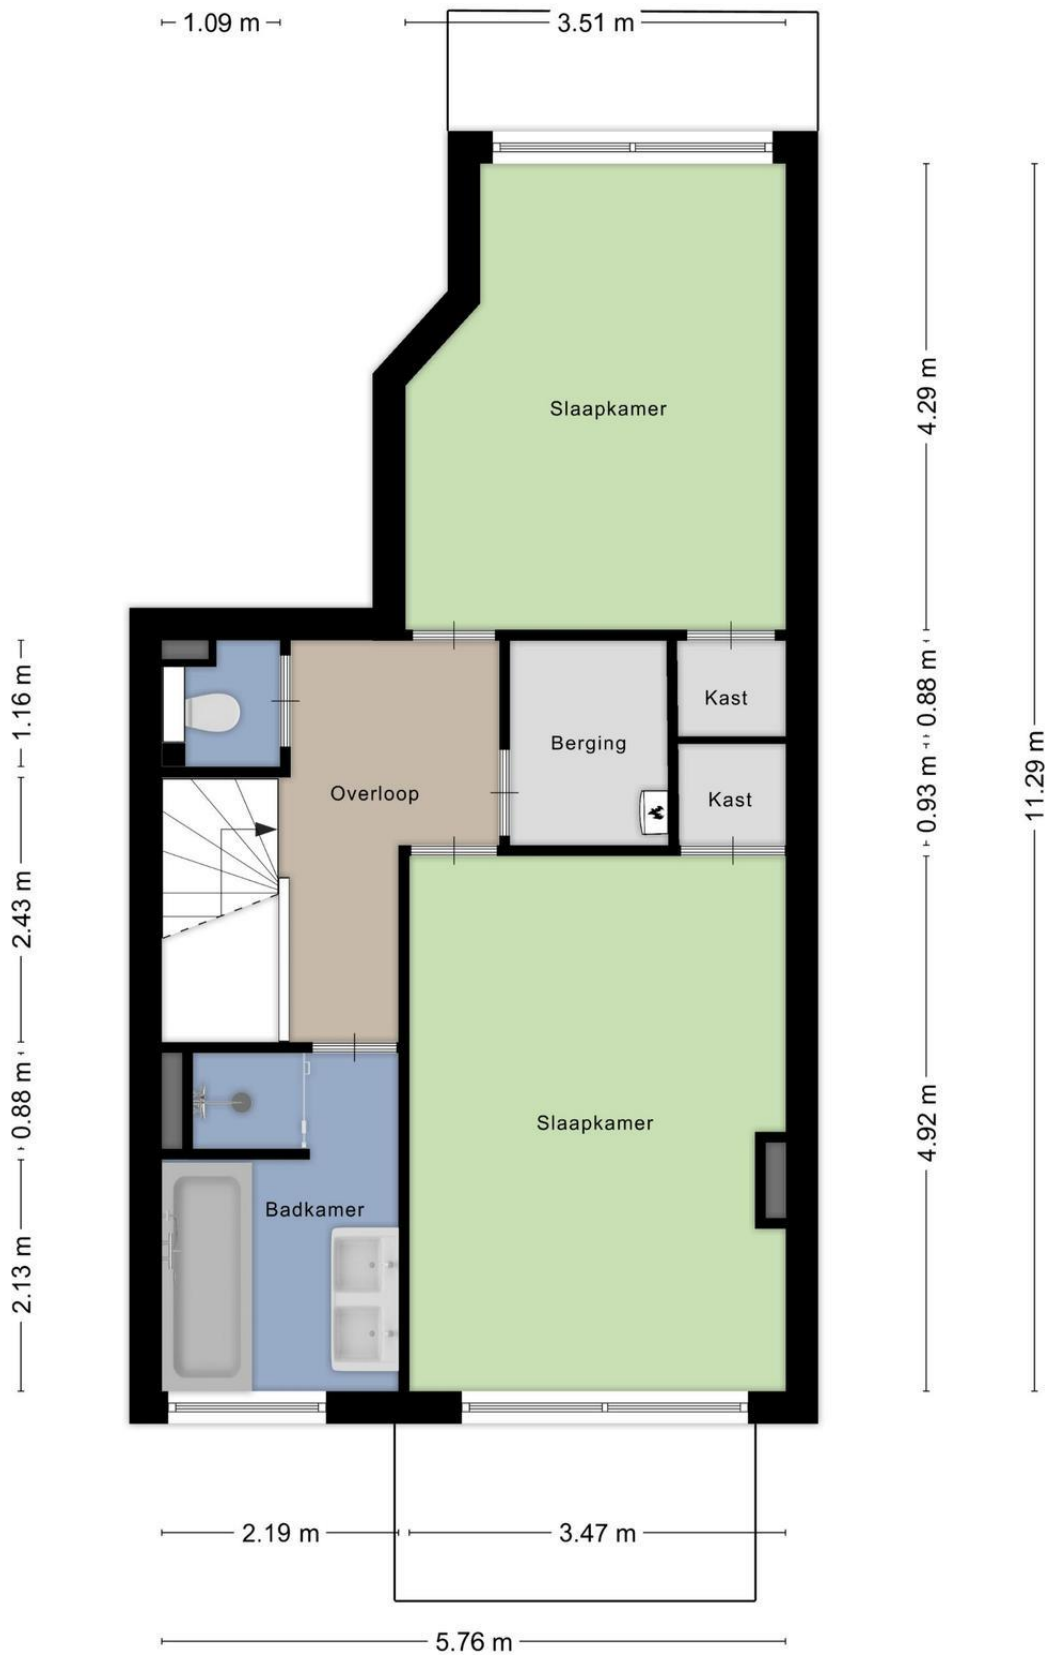 1.09 m
3.51 m
Slaapkamer
4.29 m
11.29 m
1.16 m
Kast
0.88 m
Berging
Overloop
Kast
0.93 m
2.43 m
0.88 m
Slaapkamer
4.92 m
Badkamer
2.13 m
2.19 m
3.47 m
5.76 m